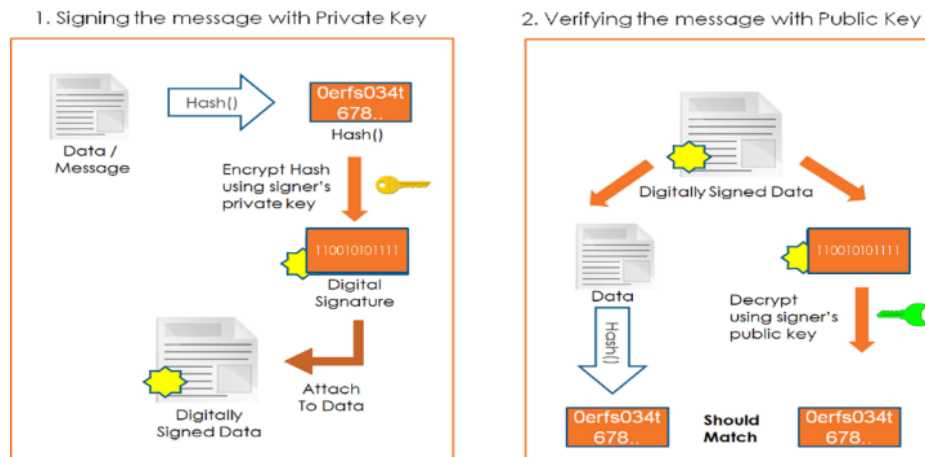 1. Signing the message with Private Key
Data /
Message
Hash()
0erfs034t
678..
Hash()
Encrypt Hash
using signer's
private key
110010101111
Digital
Signature
Attach
To Data
Digitally
Signed Data
2. Verifying the message with Public Key
Digitally Signed Data
Data
110010101111
Hash()
Decrypt
using signer's
public key
0erfs034t
678..
Should
Match
0erfs034t
678..